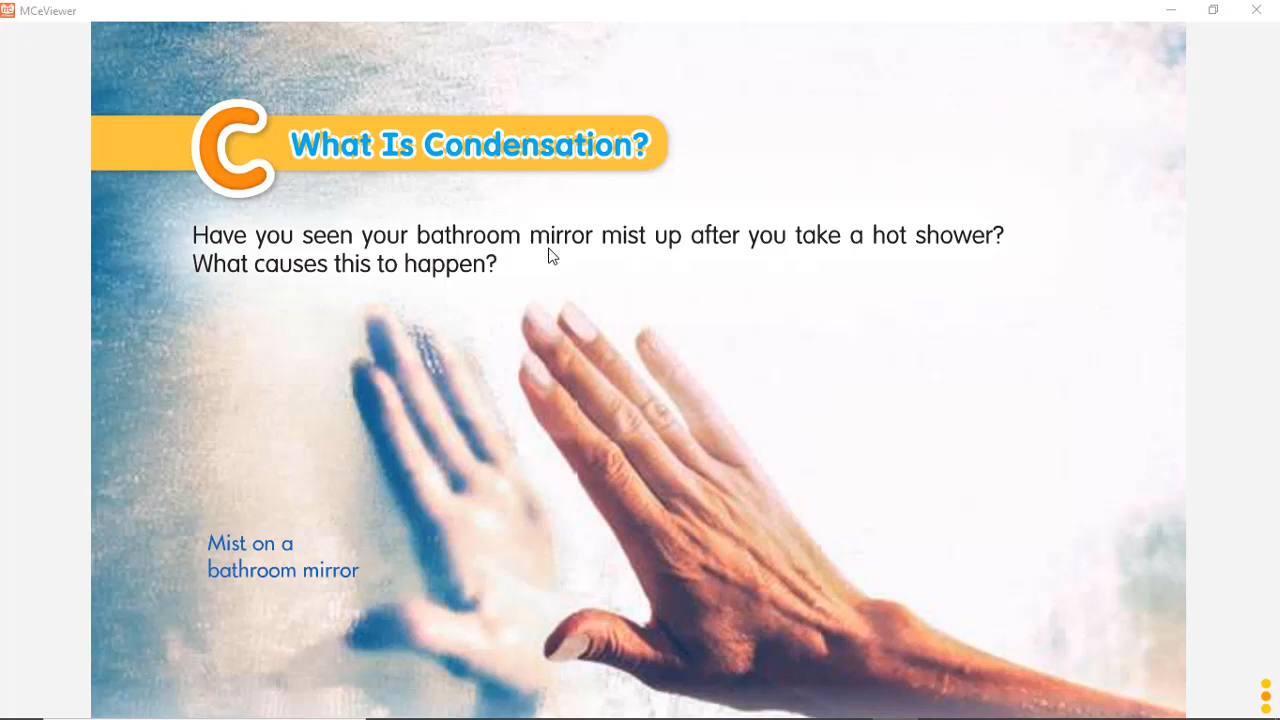 MCeViewer
C What Is Condensation?
Have you seen your bathroom mirror mist up after you take a hot shower?
What causes this to happen?
Mist on a
bathroom mirror